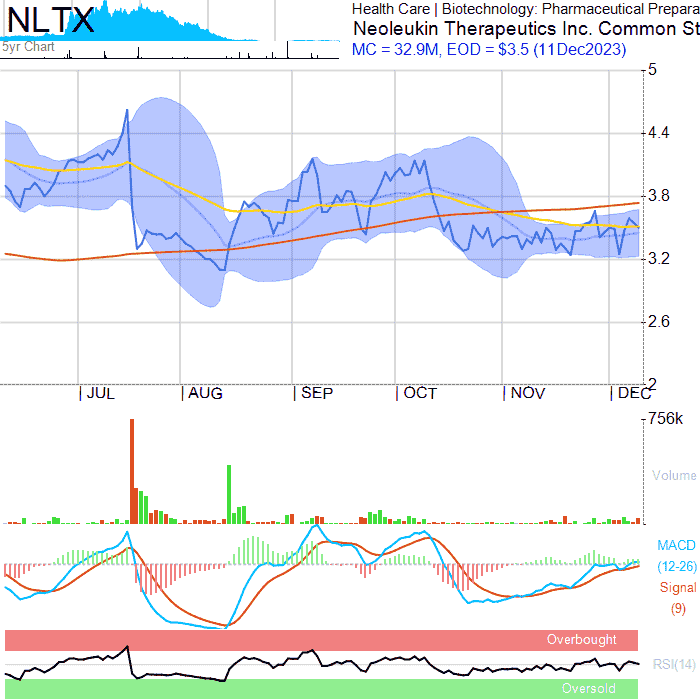 NLTX
5yr Chart
Health Care | Biotechnology: Pharmaceutical Prepara
Neoleukin Therapeutics Inc. Common St
MC = 32.9M, EOD = $3.5 (11Dec2023)
5
4.4
3.8
3.2
2.6
2
JUL AUG SEP OCT NOV DEC
756k
Volume
MACD
(12-26)
Signal
(9)
Overbought
RSI(14)
Oversold